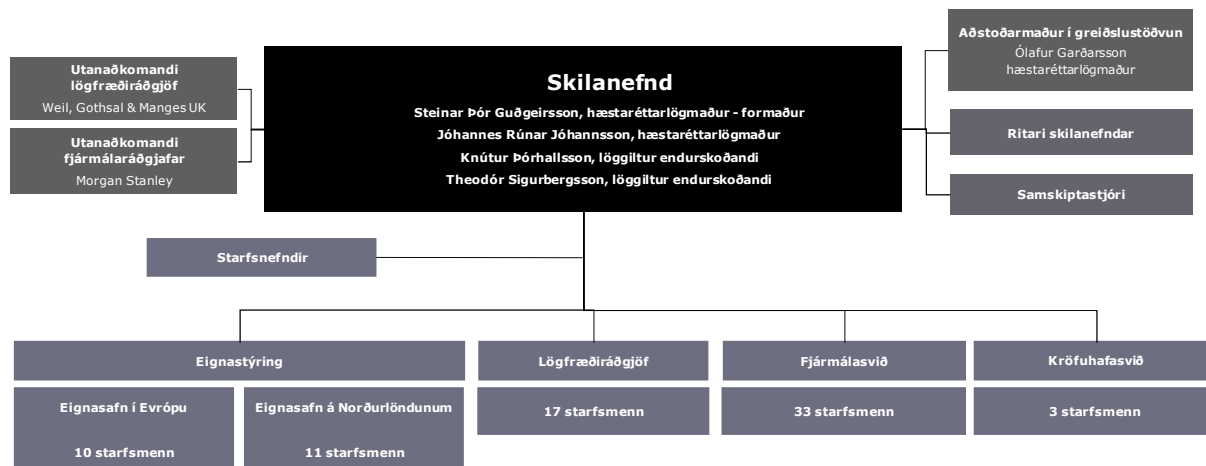 Utanaðkomandi
lögfræðiráðgjöf
Weil, Gothsal & Manges UK
Utanaðkomandi
fjármálaráðgjafar
Morgan Stanley
Skilanefnd
Steinar Þór Guðgeirsson, hæstaréttarlögmaður - formaður
Jóhannes Rúnar Jóhannsson, hæstaréttarlögmaður
Knútur Þórhallsson, löggiltur endurskoðandi
Theodór Sigurbergsson, löggiltur endurskoðandi
Aðstoðarmaður í greiðslustöðvun
Ólafur Garðarsson
hæstaréttarlögmaður
Ritari skilanefndar
Samskiptastjóri
Starfsnefndir
Eignastýring
Eignasafn í Evrópu
10 starfsmenn
Eignasafn á Norðurlöndunum
11 starfsmenn
Lögfræðiráðgjöf
17 starfsmenn
Fjármálasvið
33 starfsmenn
Kröfuhafasvið
3 starfsmenn